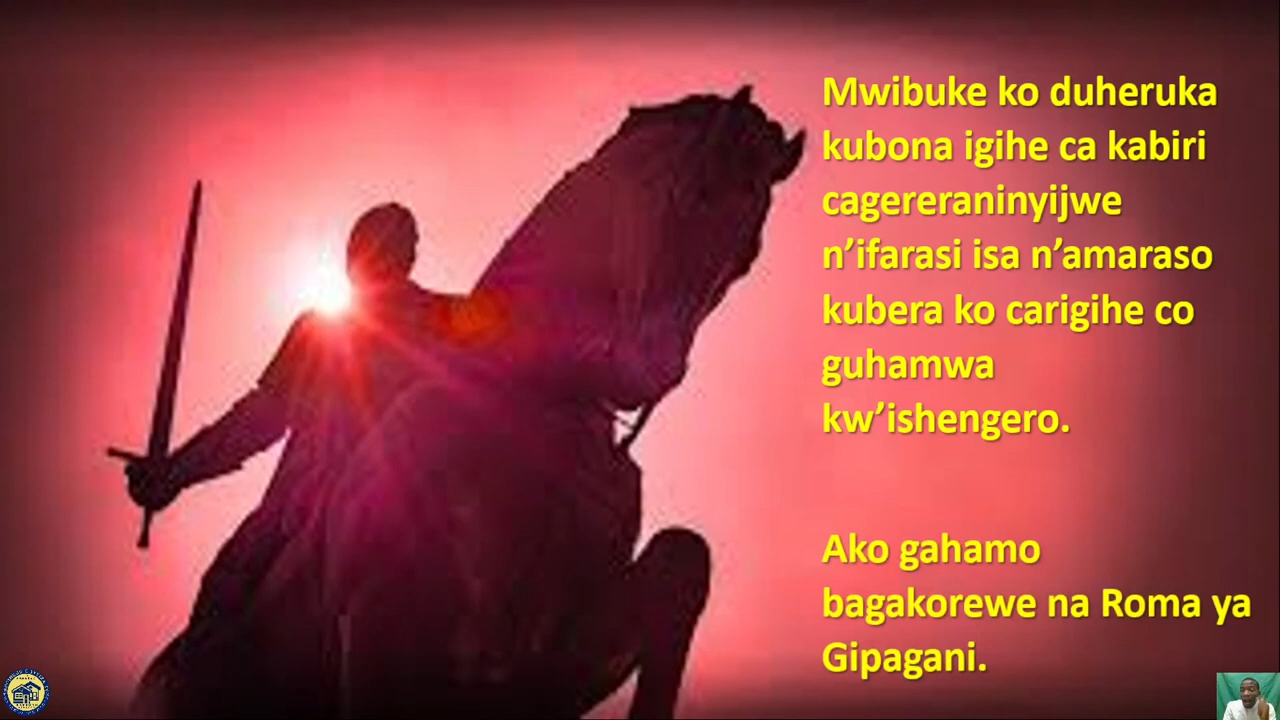 Mwibuke ko duheruka
kubona igihe ca kabiri
cagereraninyijwe
n’ifarasi isa n’amaraso
kubera ko carigihe co
guhamwa
kw’ishengero.
Ako gahamo
bagakorewe na Roma ya
Gipagani.